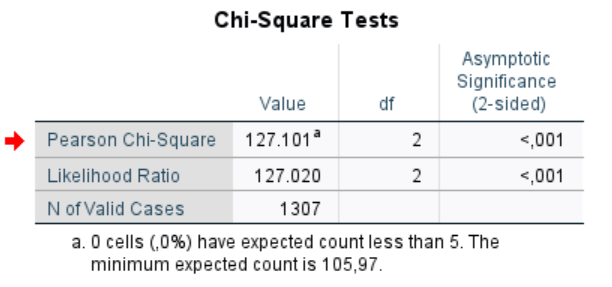 Chi-Square Tests
Asymptotic
Significance
Value df (2-sided)
Pearson Chi-Square 127.101a 2 <,001
Likelihood Ratio 127.020 2 <,001
N of Valid Cases 1307
a. 0 cells (,0%) have expected count less than 5. The
minimum expected count is 105,97.